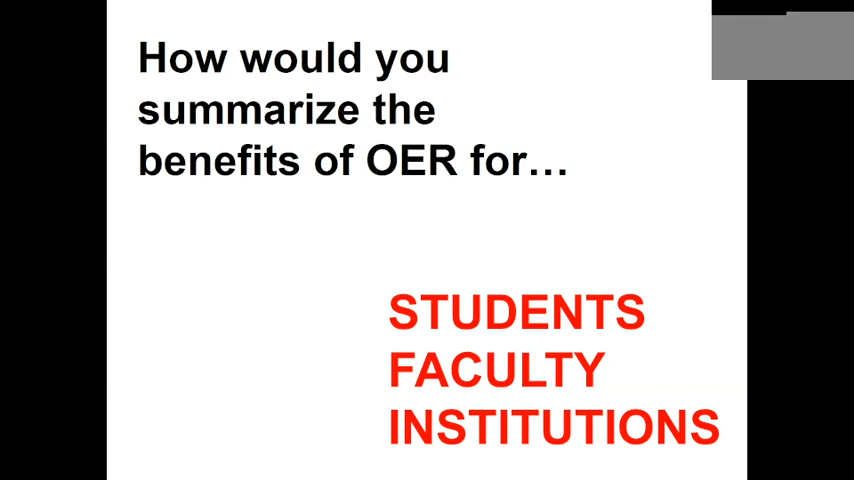 How would you
summarize the
benefits of OER for…
STUDENTS
FACULTY
INSTITUTIONS